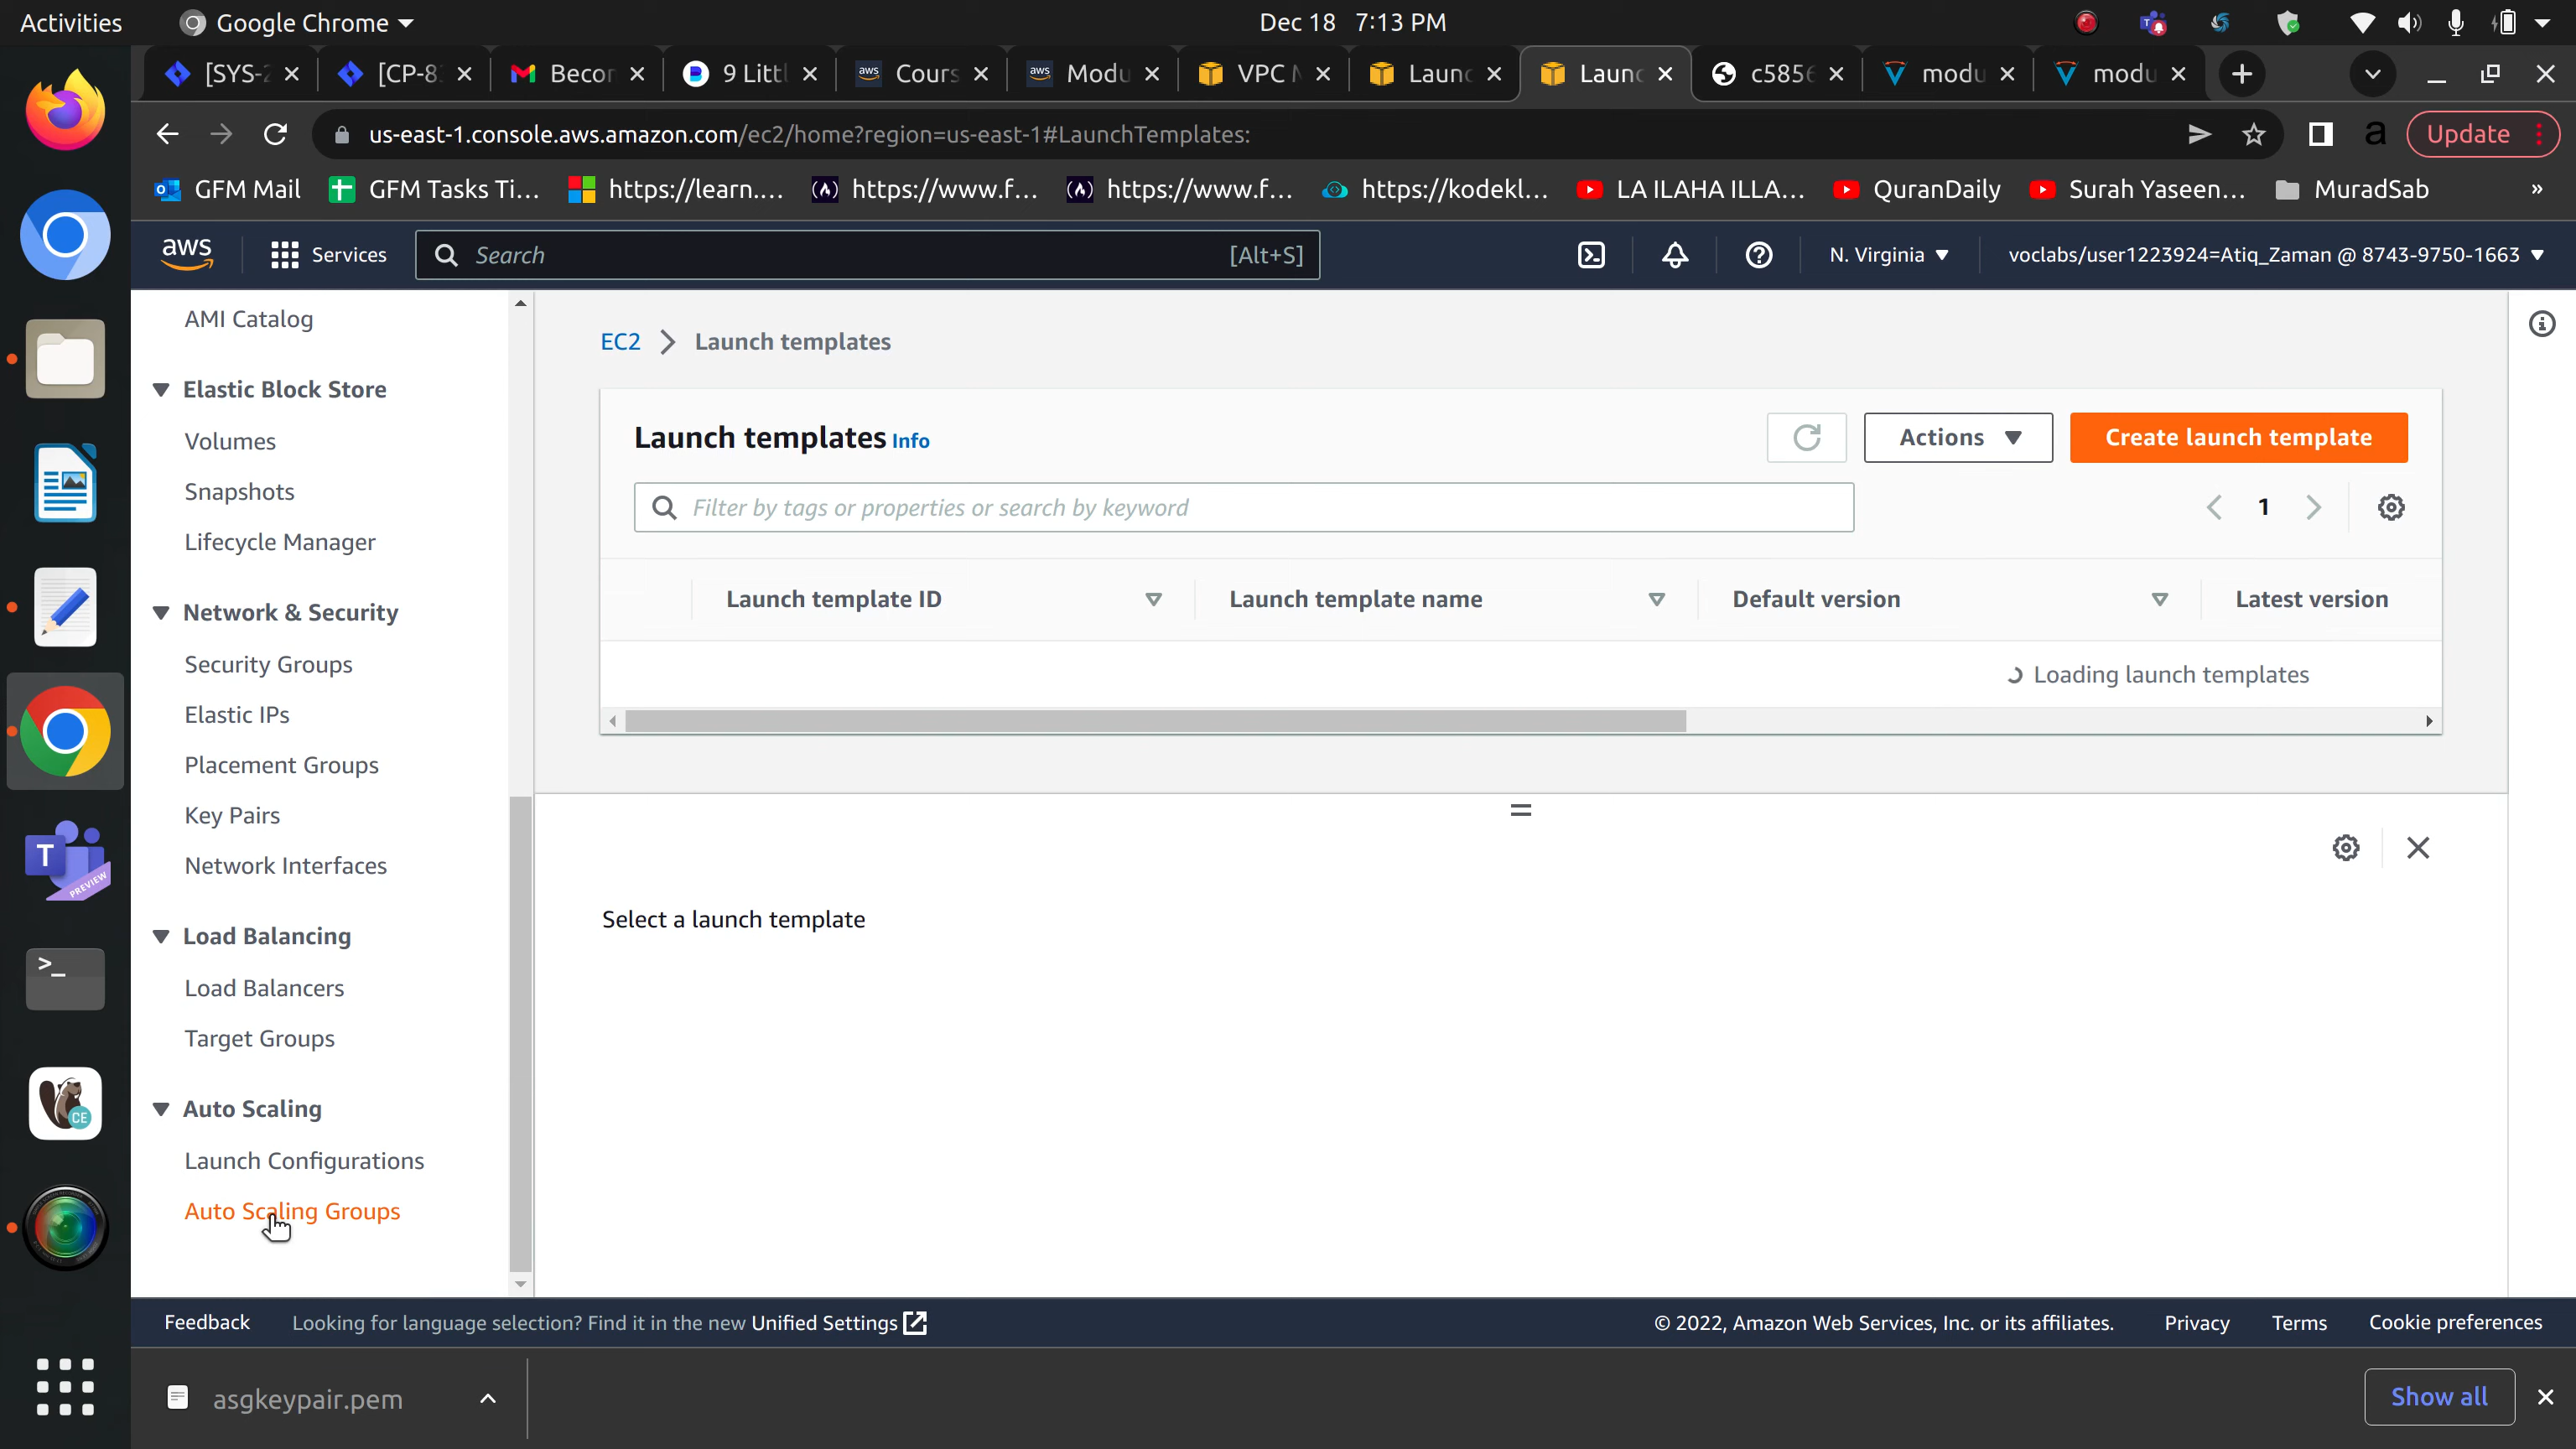 Activities
Google Chrome
Dec 18 7:13 PM
[SYS-2
[CP-8
Becor
9 Littl
Cours
Modu
VPC
Launc
Launc
c5856
modu
modu
us-east-1.console.aws.amazon.com/ec2/home?region=us-east-1#LaunchTemplates:
a
Update
GFM Mail
GFM Tasks Ti...
https://learn....
https://www.f...
https://www.f...
https://kodekl...
LA ILAHA ILLA...
QuranDaily
Surah Yaseen...
MuradSab
»
aws
Services
Search
[Alt+S]
N. Virginia
voclabs/user1223924=Atiq_Zaman @ 8743-9750-1663
AMI Catalog
Elastic Block Store
Volumes
Snapshots
Lifecycle Manager
Network & Security
Security Groups
Elastic IPs
Placement Groups
Key Pairs
Network Interfaces
Load Balancing
Load Balancers
Target Groups
Auto Scaling
Launch Configurations
Auto Scaling Groups
EC2 > Launch templates
Launch templates Info
Actions
Create launch template
Filter by tags or properties or search by keyword
1
Launch template ID
Launch template name
Default version
Latest version
Loading launch templates
Select a launch template
Feedback
Looking for language selection? Find it in the new Unified Settings
© 2022, Amazon Web Services, Inc. or its affiliates.
Privacy
Terms
Cookie preferences
asgkeypair.pem
Show all
T
PREVIEW
>_
CE